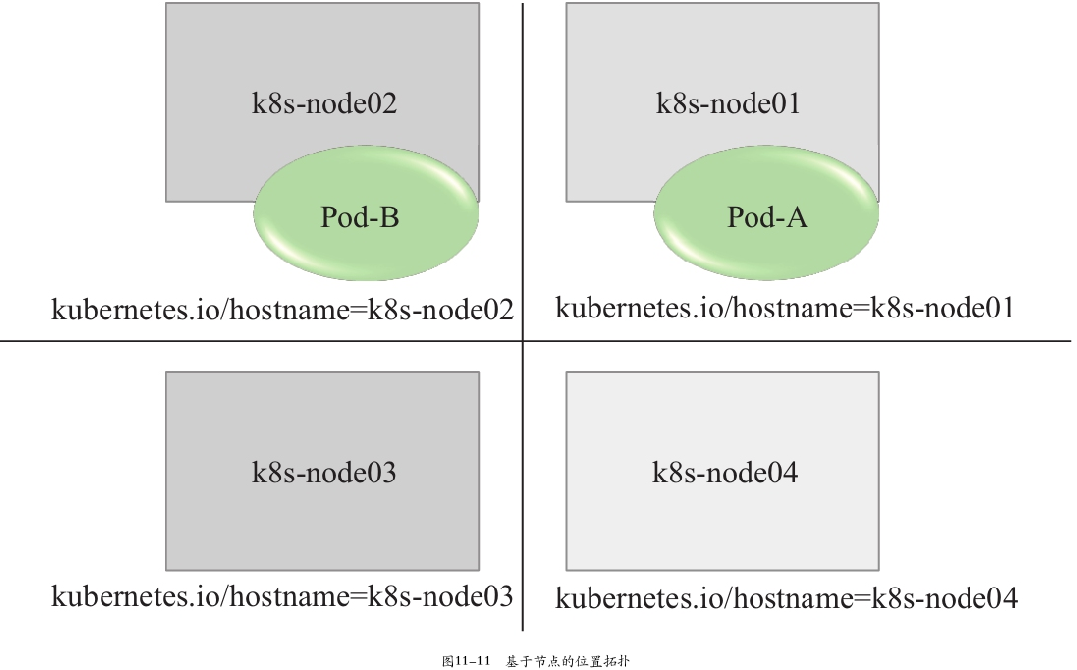 k8s-node02
k8s-node01
Pod-B
Pod-A
kubernetes.io/hostname=k8s-node02
kubernetes.io/hostname=k8s-node01
k8s-node03
k8s-node04
kubernetes.io/hostname=k8s-node03
kubernetes.io/hostname=k8s-node04
图11-11 基于节点的位置拓扑